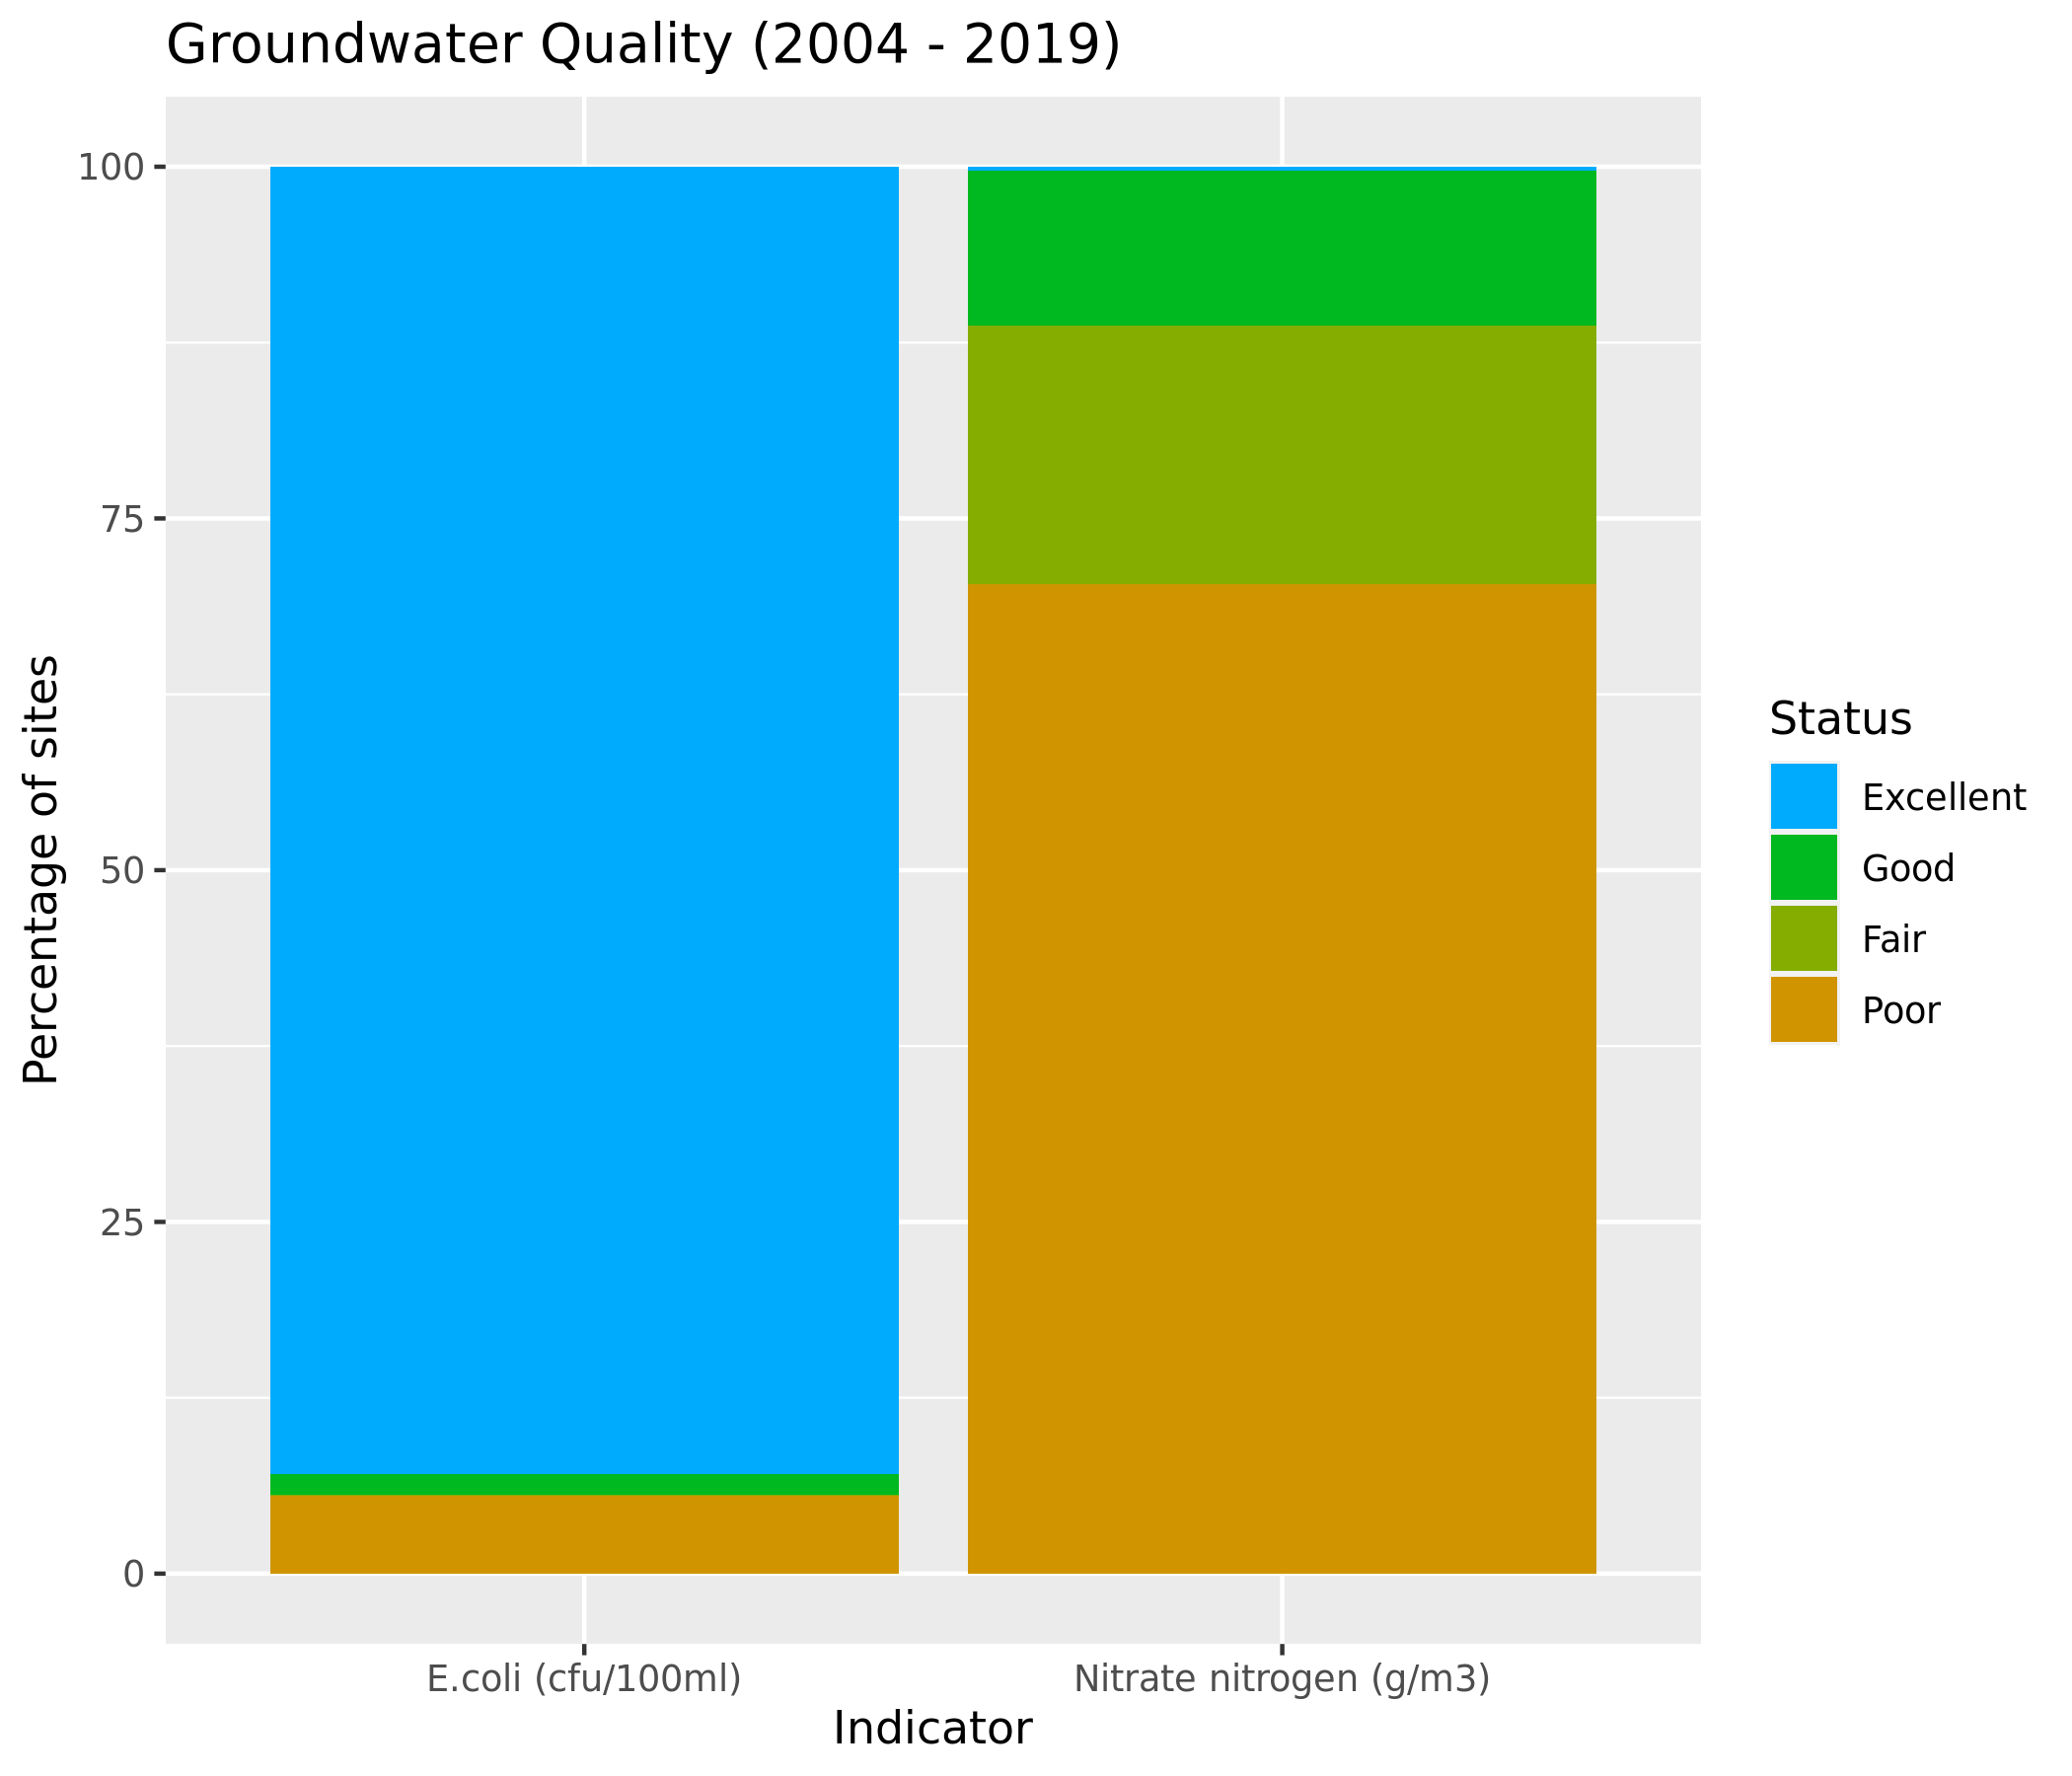 Groundwater Quality (2004 - 2019)
100
75
50
25
0
Percentage of sites
E.coli (cfu/100ml)
Nitrate nitrogen (g/m3)
Indicator
Status
Excellent
Good
Fair
Poor